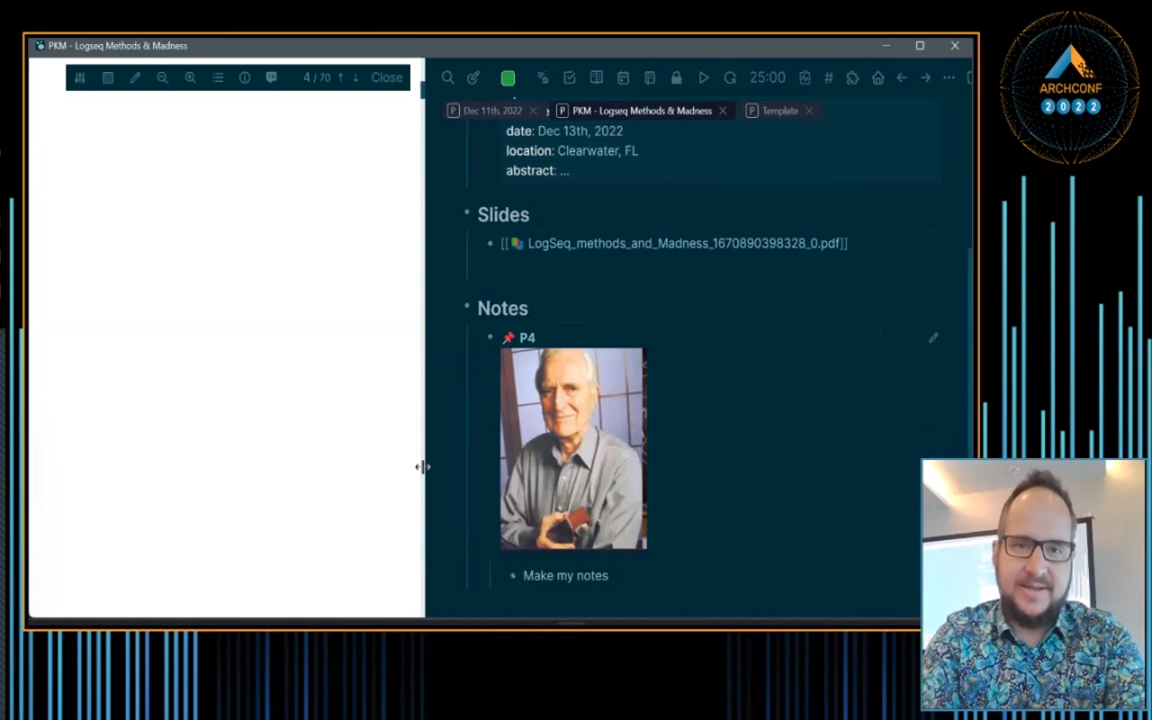 PKM - Logseq Methods & Madness
4 / 70
Close
25:00
Dec 11th, 2022
PKM - Logseq Methods & Madness
Template
date: Dec 13th, 2022
location: Clearwater, FL
abstract: ...
Slides
[[LogSeq_methods_and_Madness_1670890398328_0.pdf]]
Notes
P4
Make my notes
ARCHCONF
2022